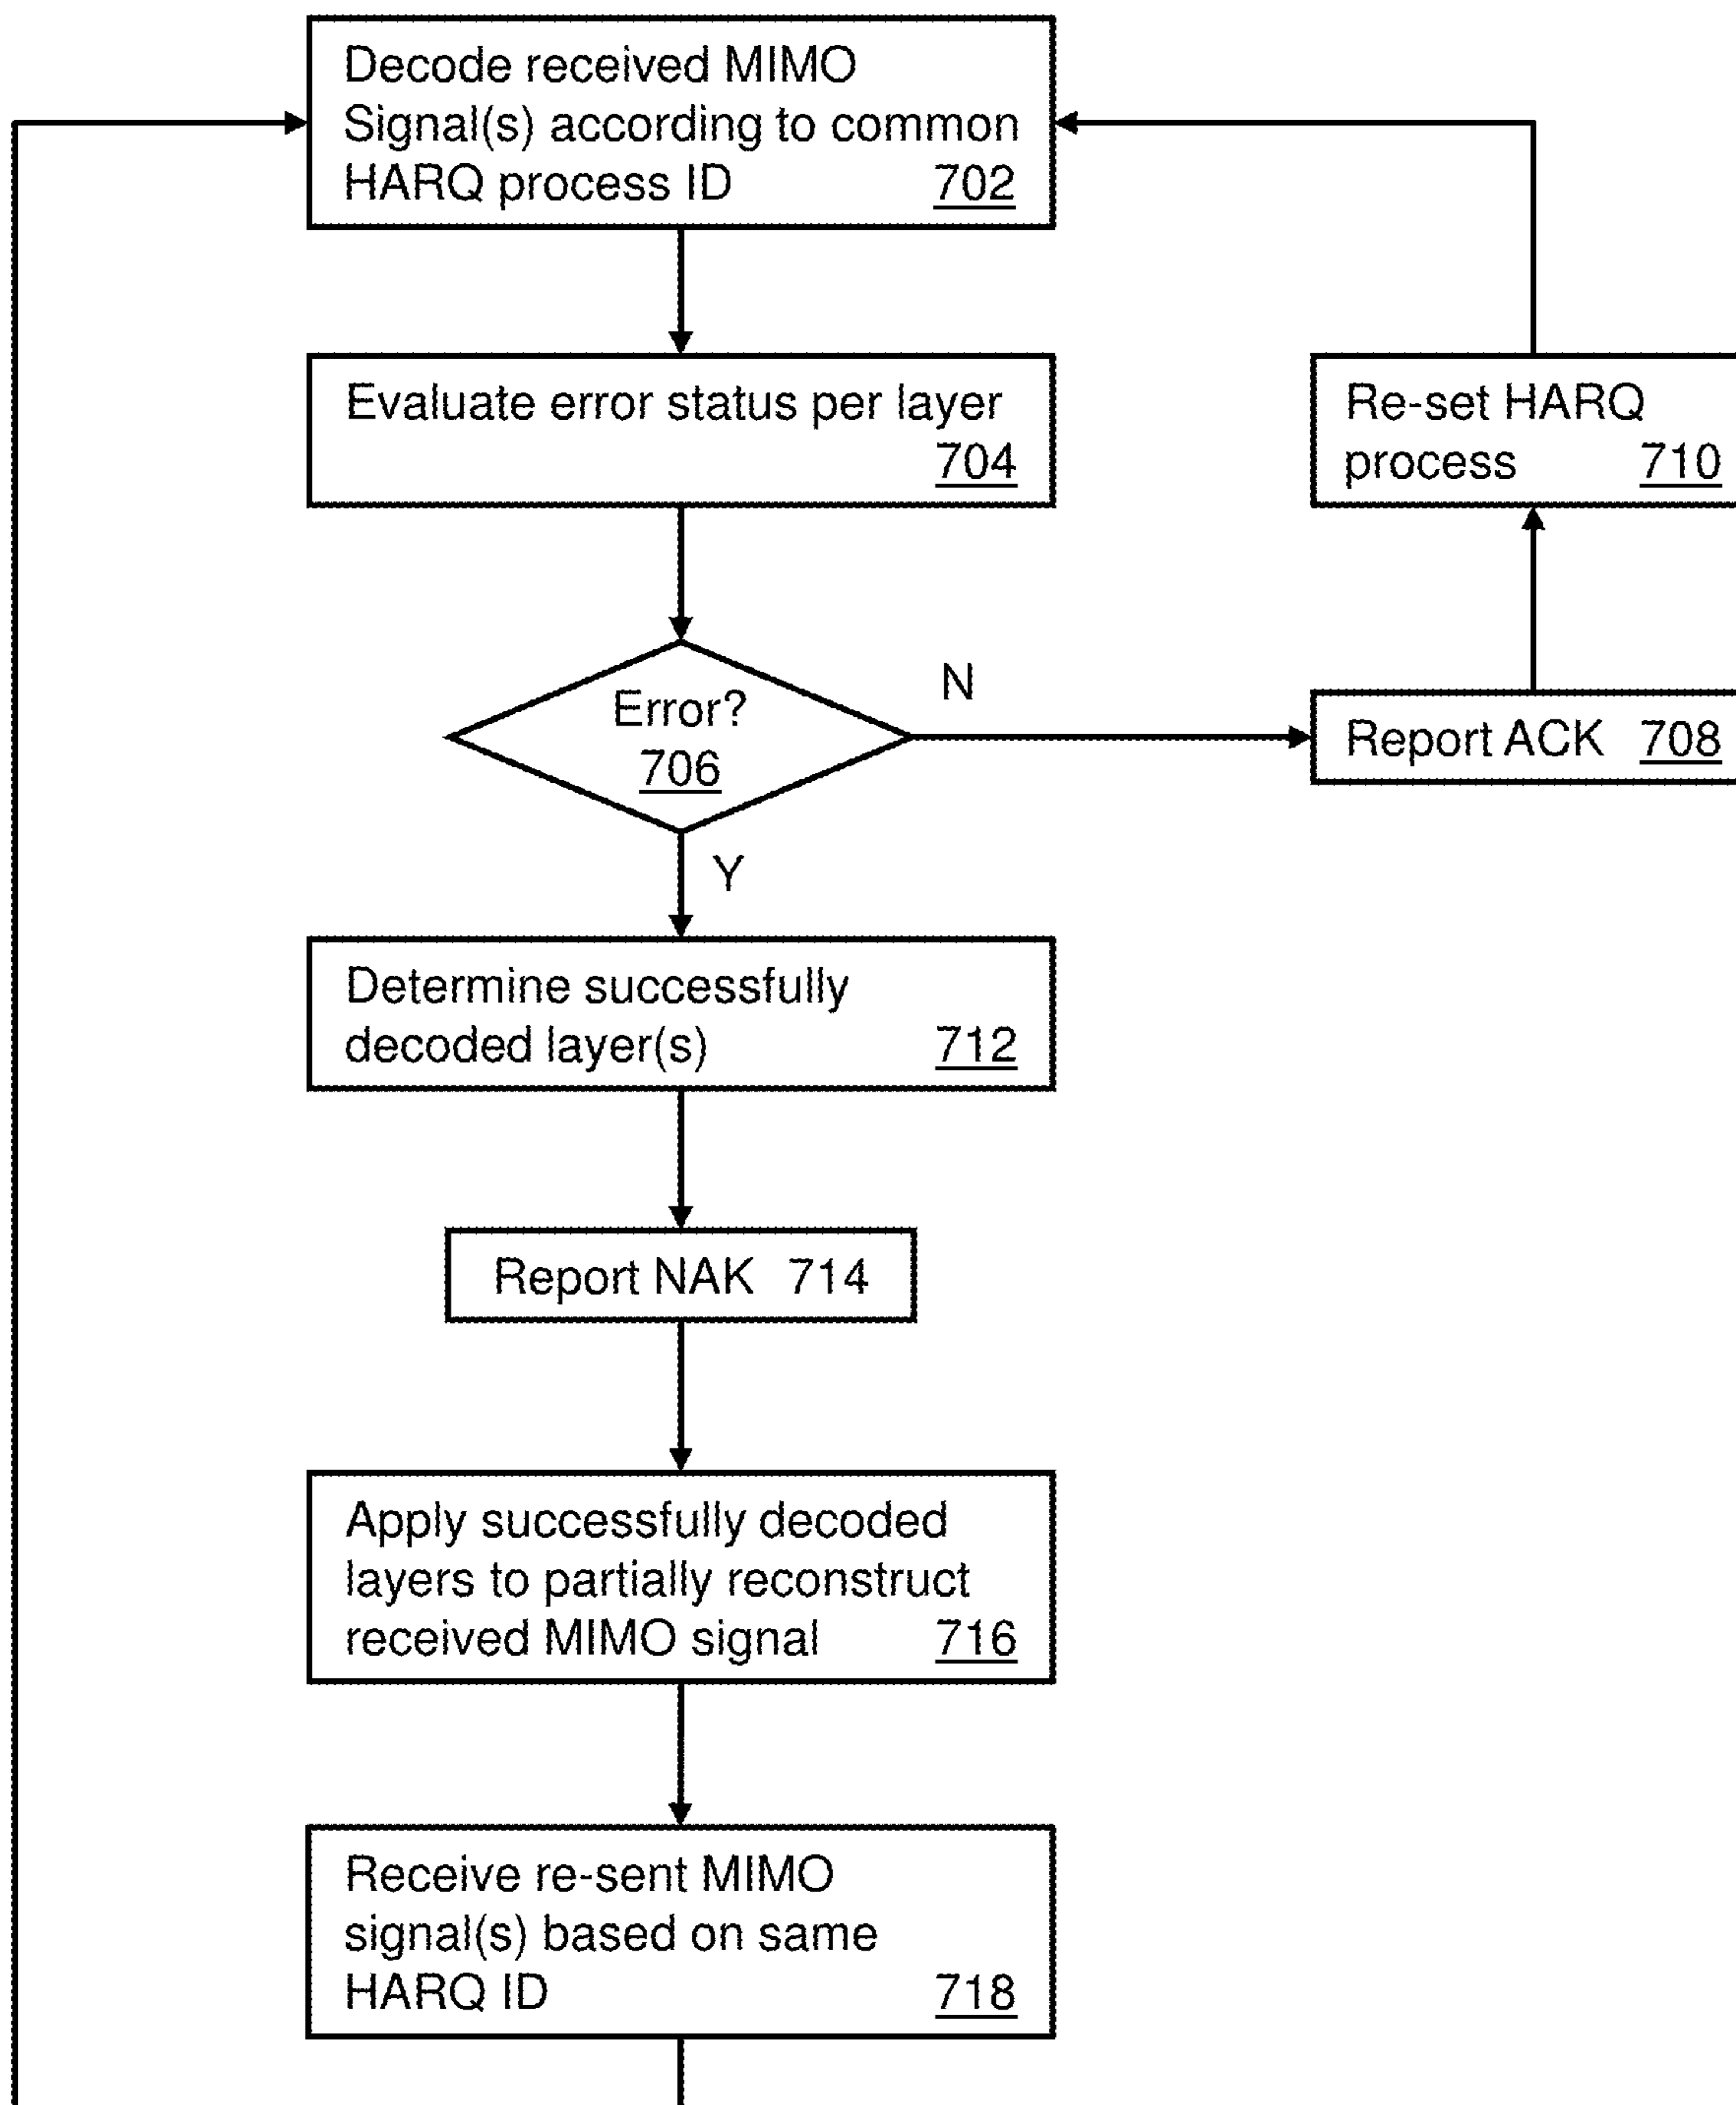 Decode received MIMO
Signal(s) according to common
HARQ process ID 702
Evaluate error status per layer
704
Re-set HARQ
process 710
Error?
706
N
Report ACK 708
Y
Determine successfully
decoded layer(s) 712
Report NAK 714
Apply successfully decoded
layers to partially reconstruct
received MIMO signal 716
Receive re-sent MIMO
signal(s) based on same
HARQ ID 718